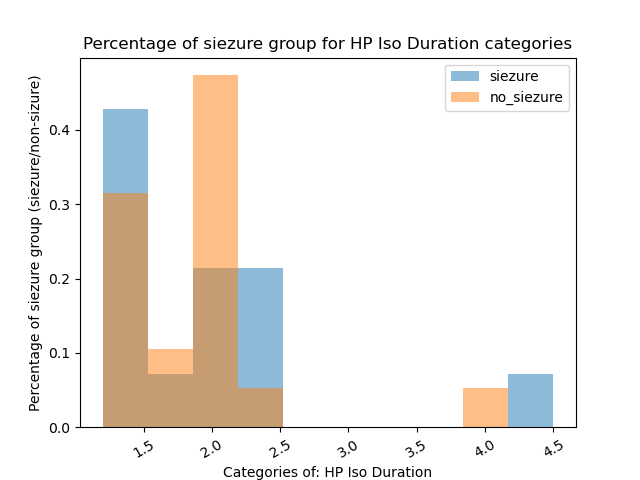 Percentage of siezure group for HP Iso Duration categories
siezure
no_siezure
Percentage of siezure group (siezure/non-sizure)
0.4
0.3
0.2
0.1
0.0
1.5 2.0 2.5 3.0 3.5 4.0 4.5
Categories of: HP Iso Duration